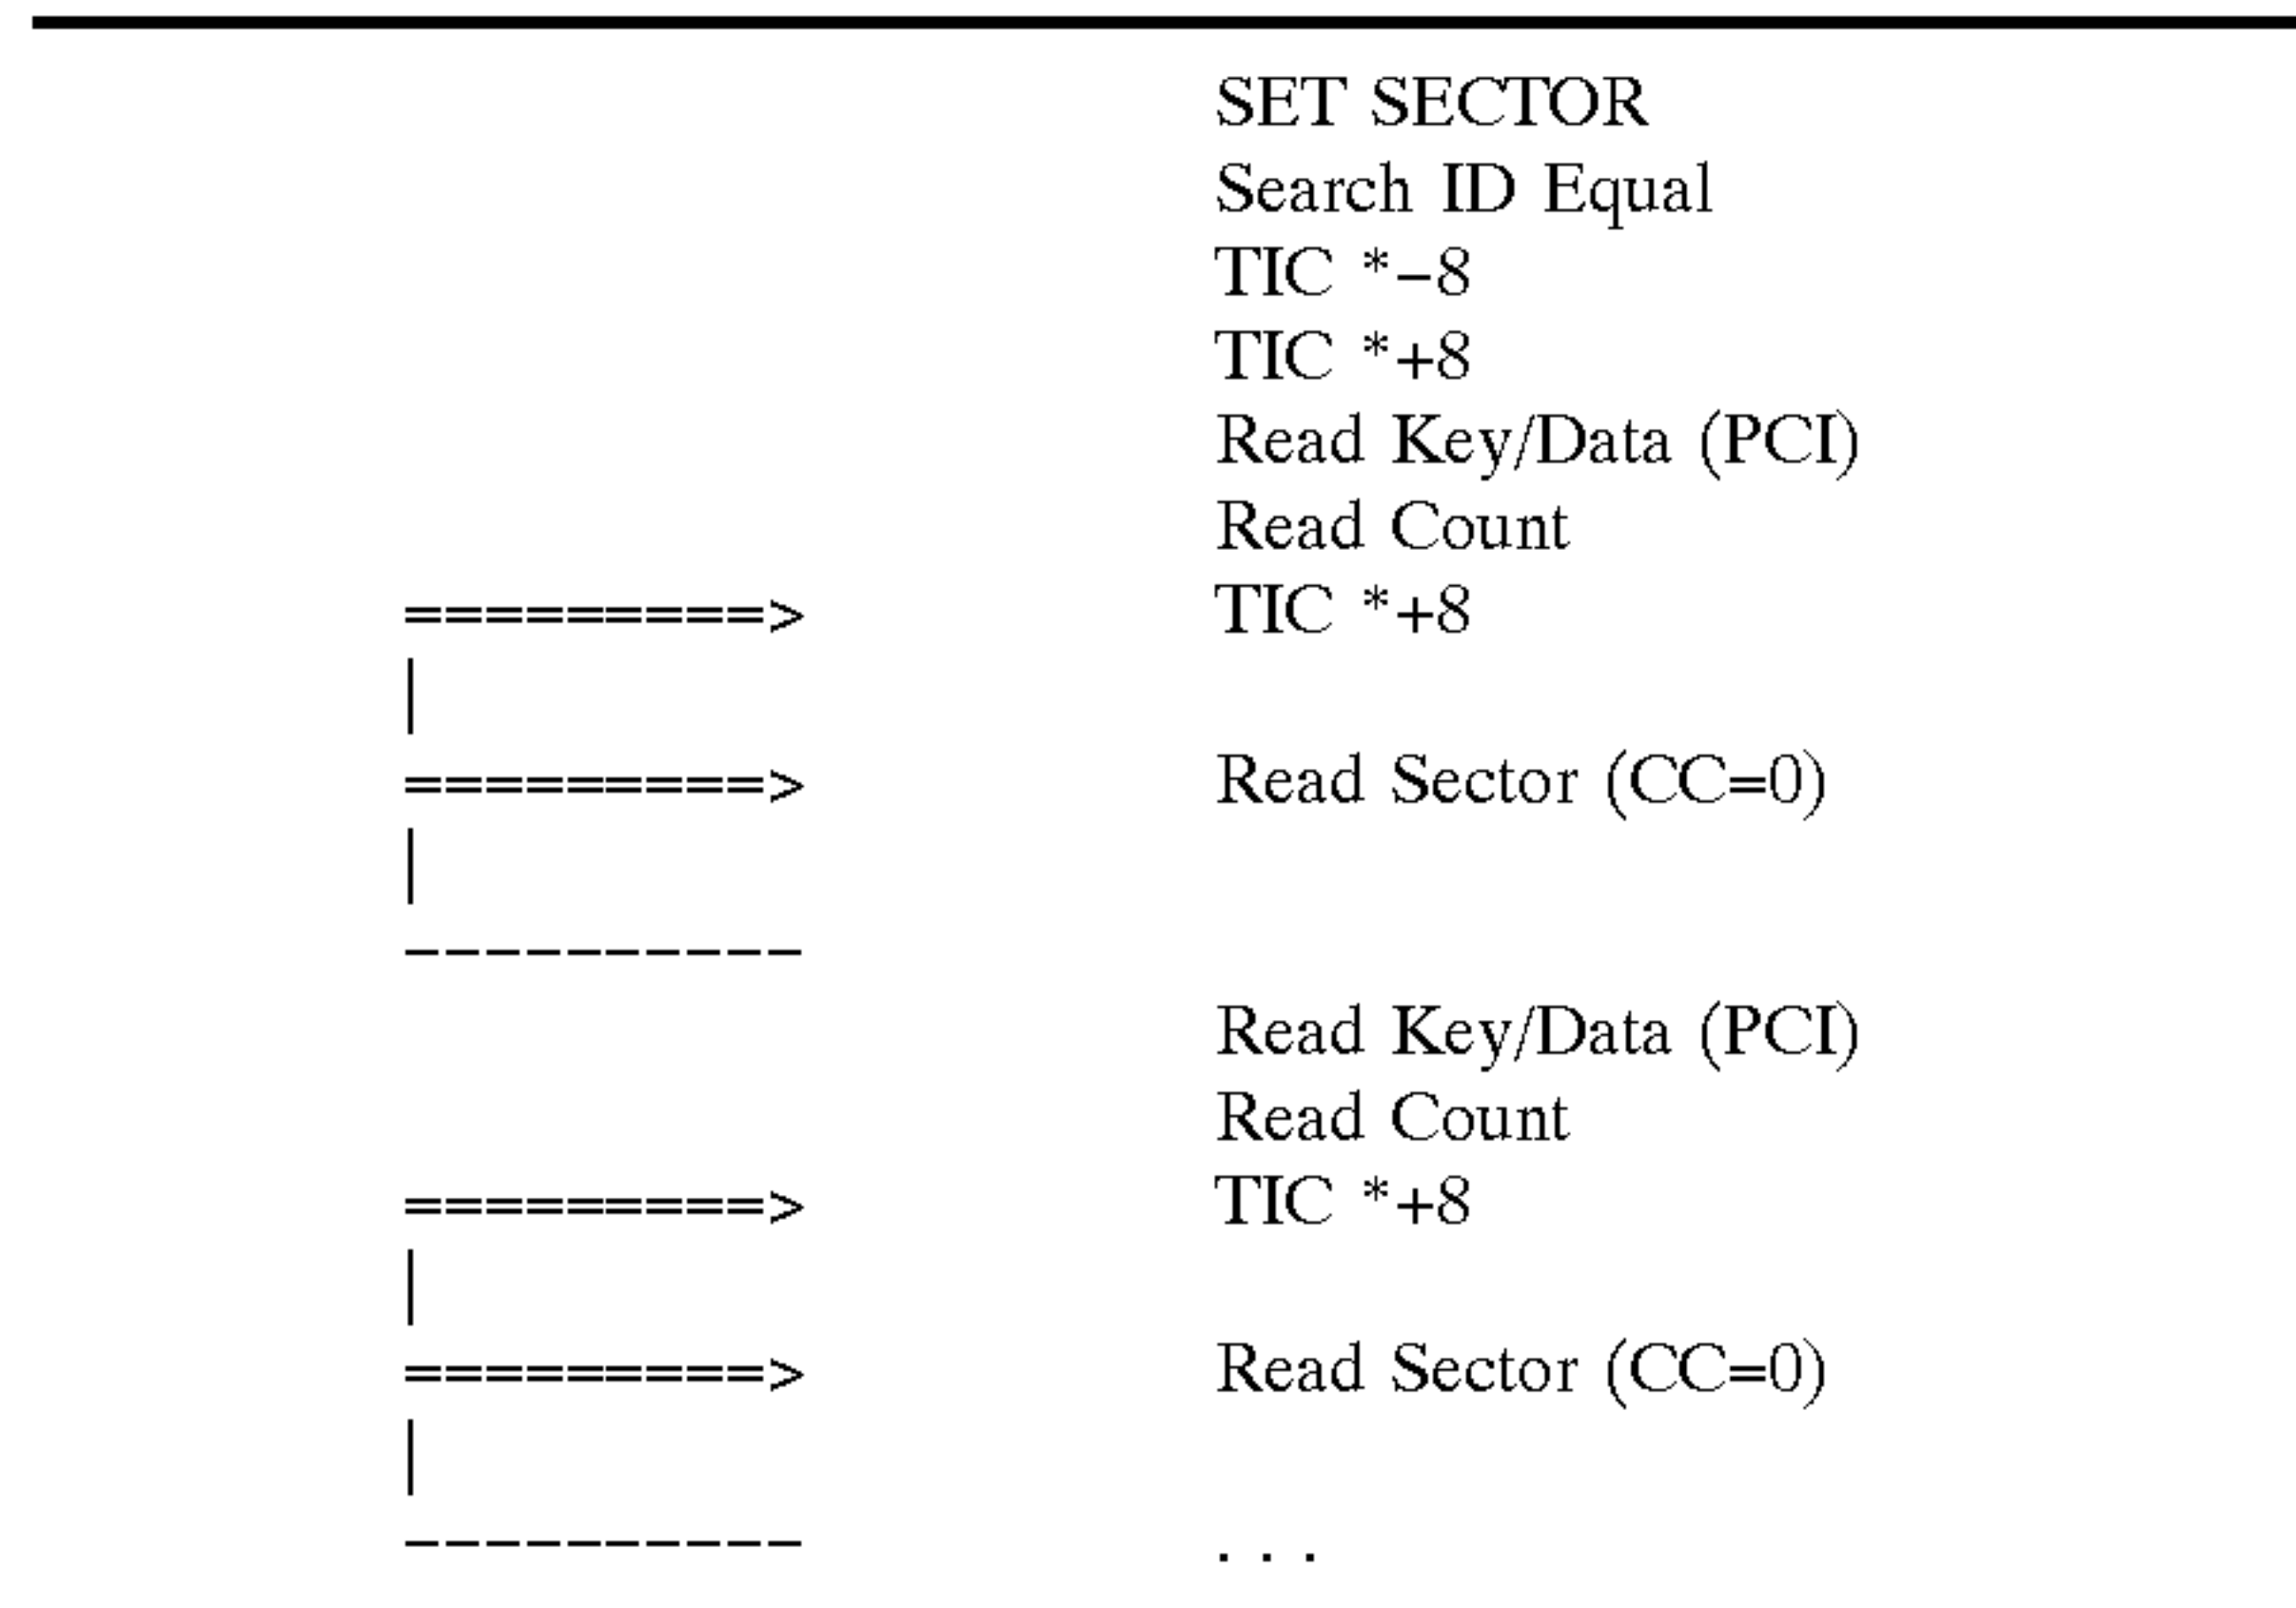 SET SECTOR
Search ID Equal
TIC *−8
TIC *+8
Read Key/Data (PCI)
Read Count
=========> TIC *+8
|
=========> Read Sector (CC=0)
|
----------
Read Key/Data (PCI)
Read Count
=========> TIC *+8
|
=========> Read Sector (CC=0)
|
---------- . . .